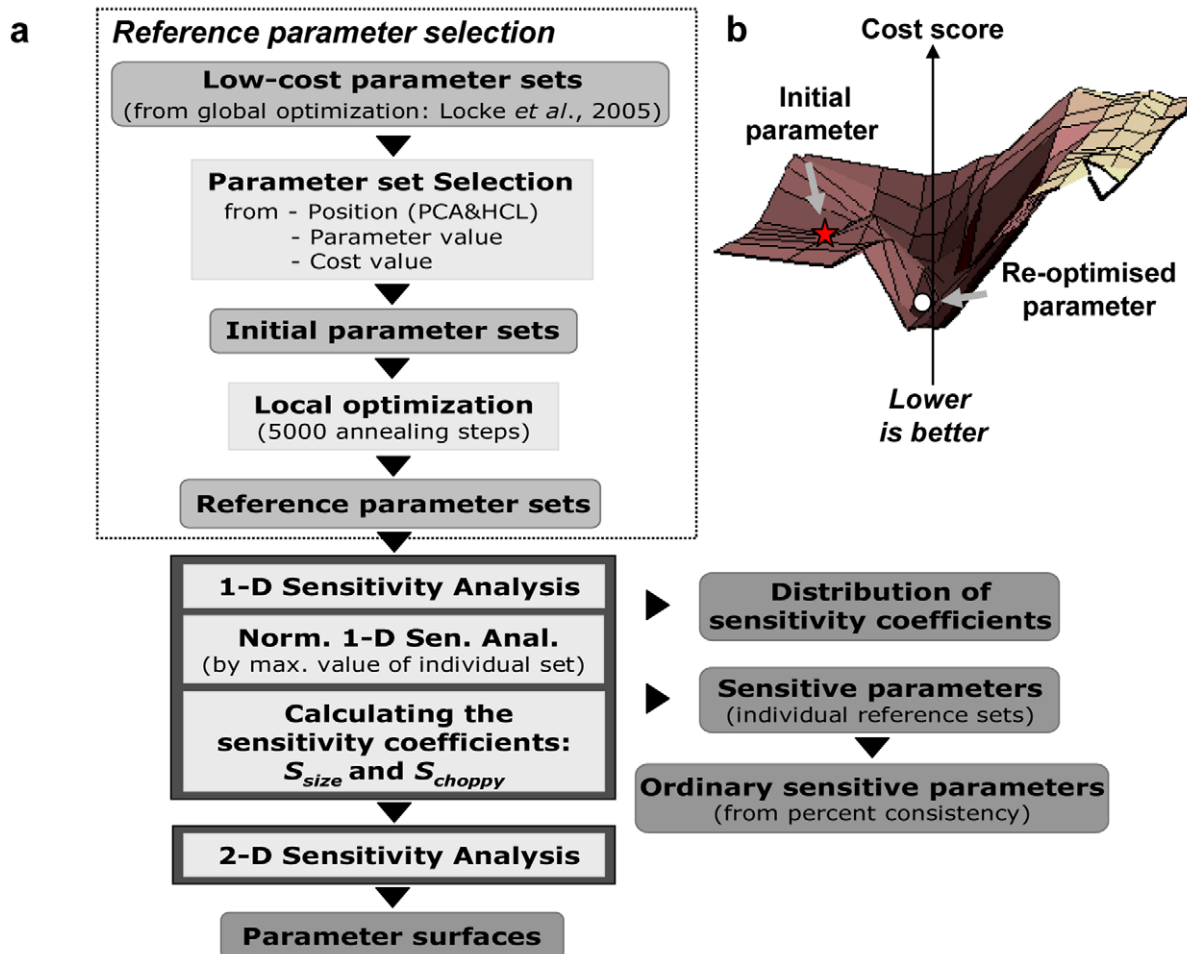 a
Reference parameter selection
Low-cost parameter sets
(from global optimization: Locke et al., 2005)
Parameter set Selection
from - Position (PCA&HCL)
- Parameter value
- Cost value
Initial parameter sets
Local optimization
(5000 annealing steps)
Reference parameter sets
1-D Sensitivity Analysis
Norm. 1-D Sen. Anal.
(by max. value of individual set)
Calculating the
sensitivity coefficients:
Ssize and Schoppy
2-D Sensitivity Analysis
Parameter surfaces
Distribution of
sensitivity coefficients
Sensitive parameters
(individual reference sets)
Ordinary sensitive parameters
(from percent consistency)
b
Cost score
Initial
parameter
Re-optimised
parameter
Lower
is better